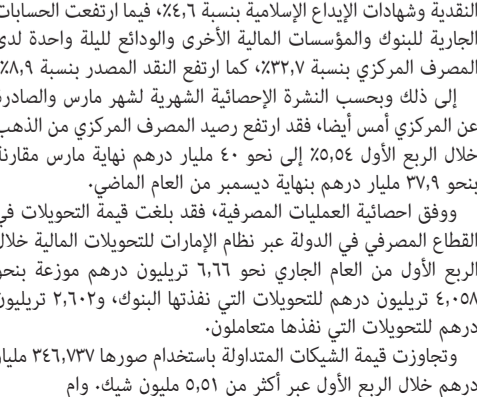 النقدية وشهادات الإيداع الإسلامية بنسبة ٤,٦٪، فيما ارتفعت الحسابات
الجارية للبنوك والمؤسسات المالية الأخرى والودائع لليلة واحدة لدى
المصرف المركزي بنسبة ٣٢,٧٪، كما ارتفع النقد المصدر بنسبة ٨,٩٪.
إلى ذلك وبحسب النشرة الإحصائية الشهرية لشهر مارس والصادرة
عن المركزي أمس أيضا، فقد ارتفع رصيد المصرف المركزي من الذهب
خلال الربع الأول ٥,٥٤٪ إلى نحو ٤٠ مليار درهم نهاية مارس مقارنة
بنحو ٣٧,٩ مليار درهم بنهاية ديسمبر من العام الماضي.
ووفق احصائية العمليات المصرفية، فقد بلغت قيمة التحويلات في
القطاع المصرفي في الدولة عبر نظام الإمارات للتحويلات المالية خلال
الربع الأول من العام الجاري نحو ٦,٦٦ تريليون درهم موزعة بنحو
٤,٠٥٨ تريليون درهم للتحويلات التي نفذتها البنوك، و٢,٦٠٢ تريليون
درهم للتحويلات التي نفذها متعاملون.
وتجاوزت قيمة الشيكات المتداولة باستخدام صورها ٣٤٦,٧٣٧ مليار
درهم خلال الربع الأول عبر أكثر من ٥,٥١ مليون شيك. وام